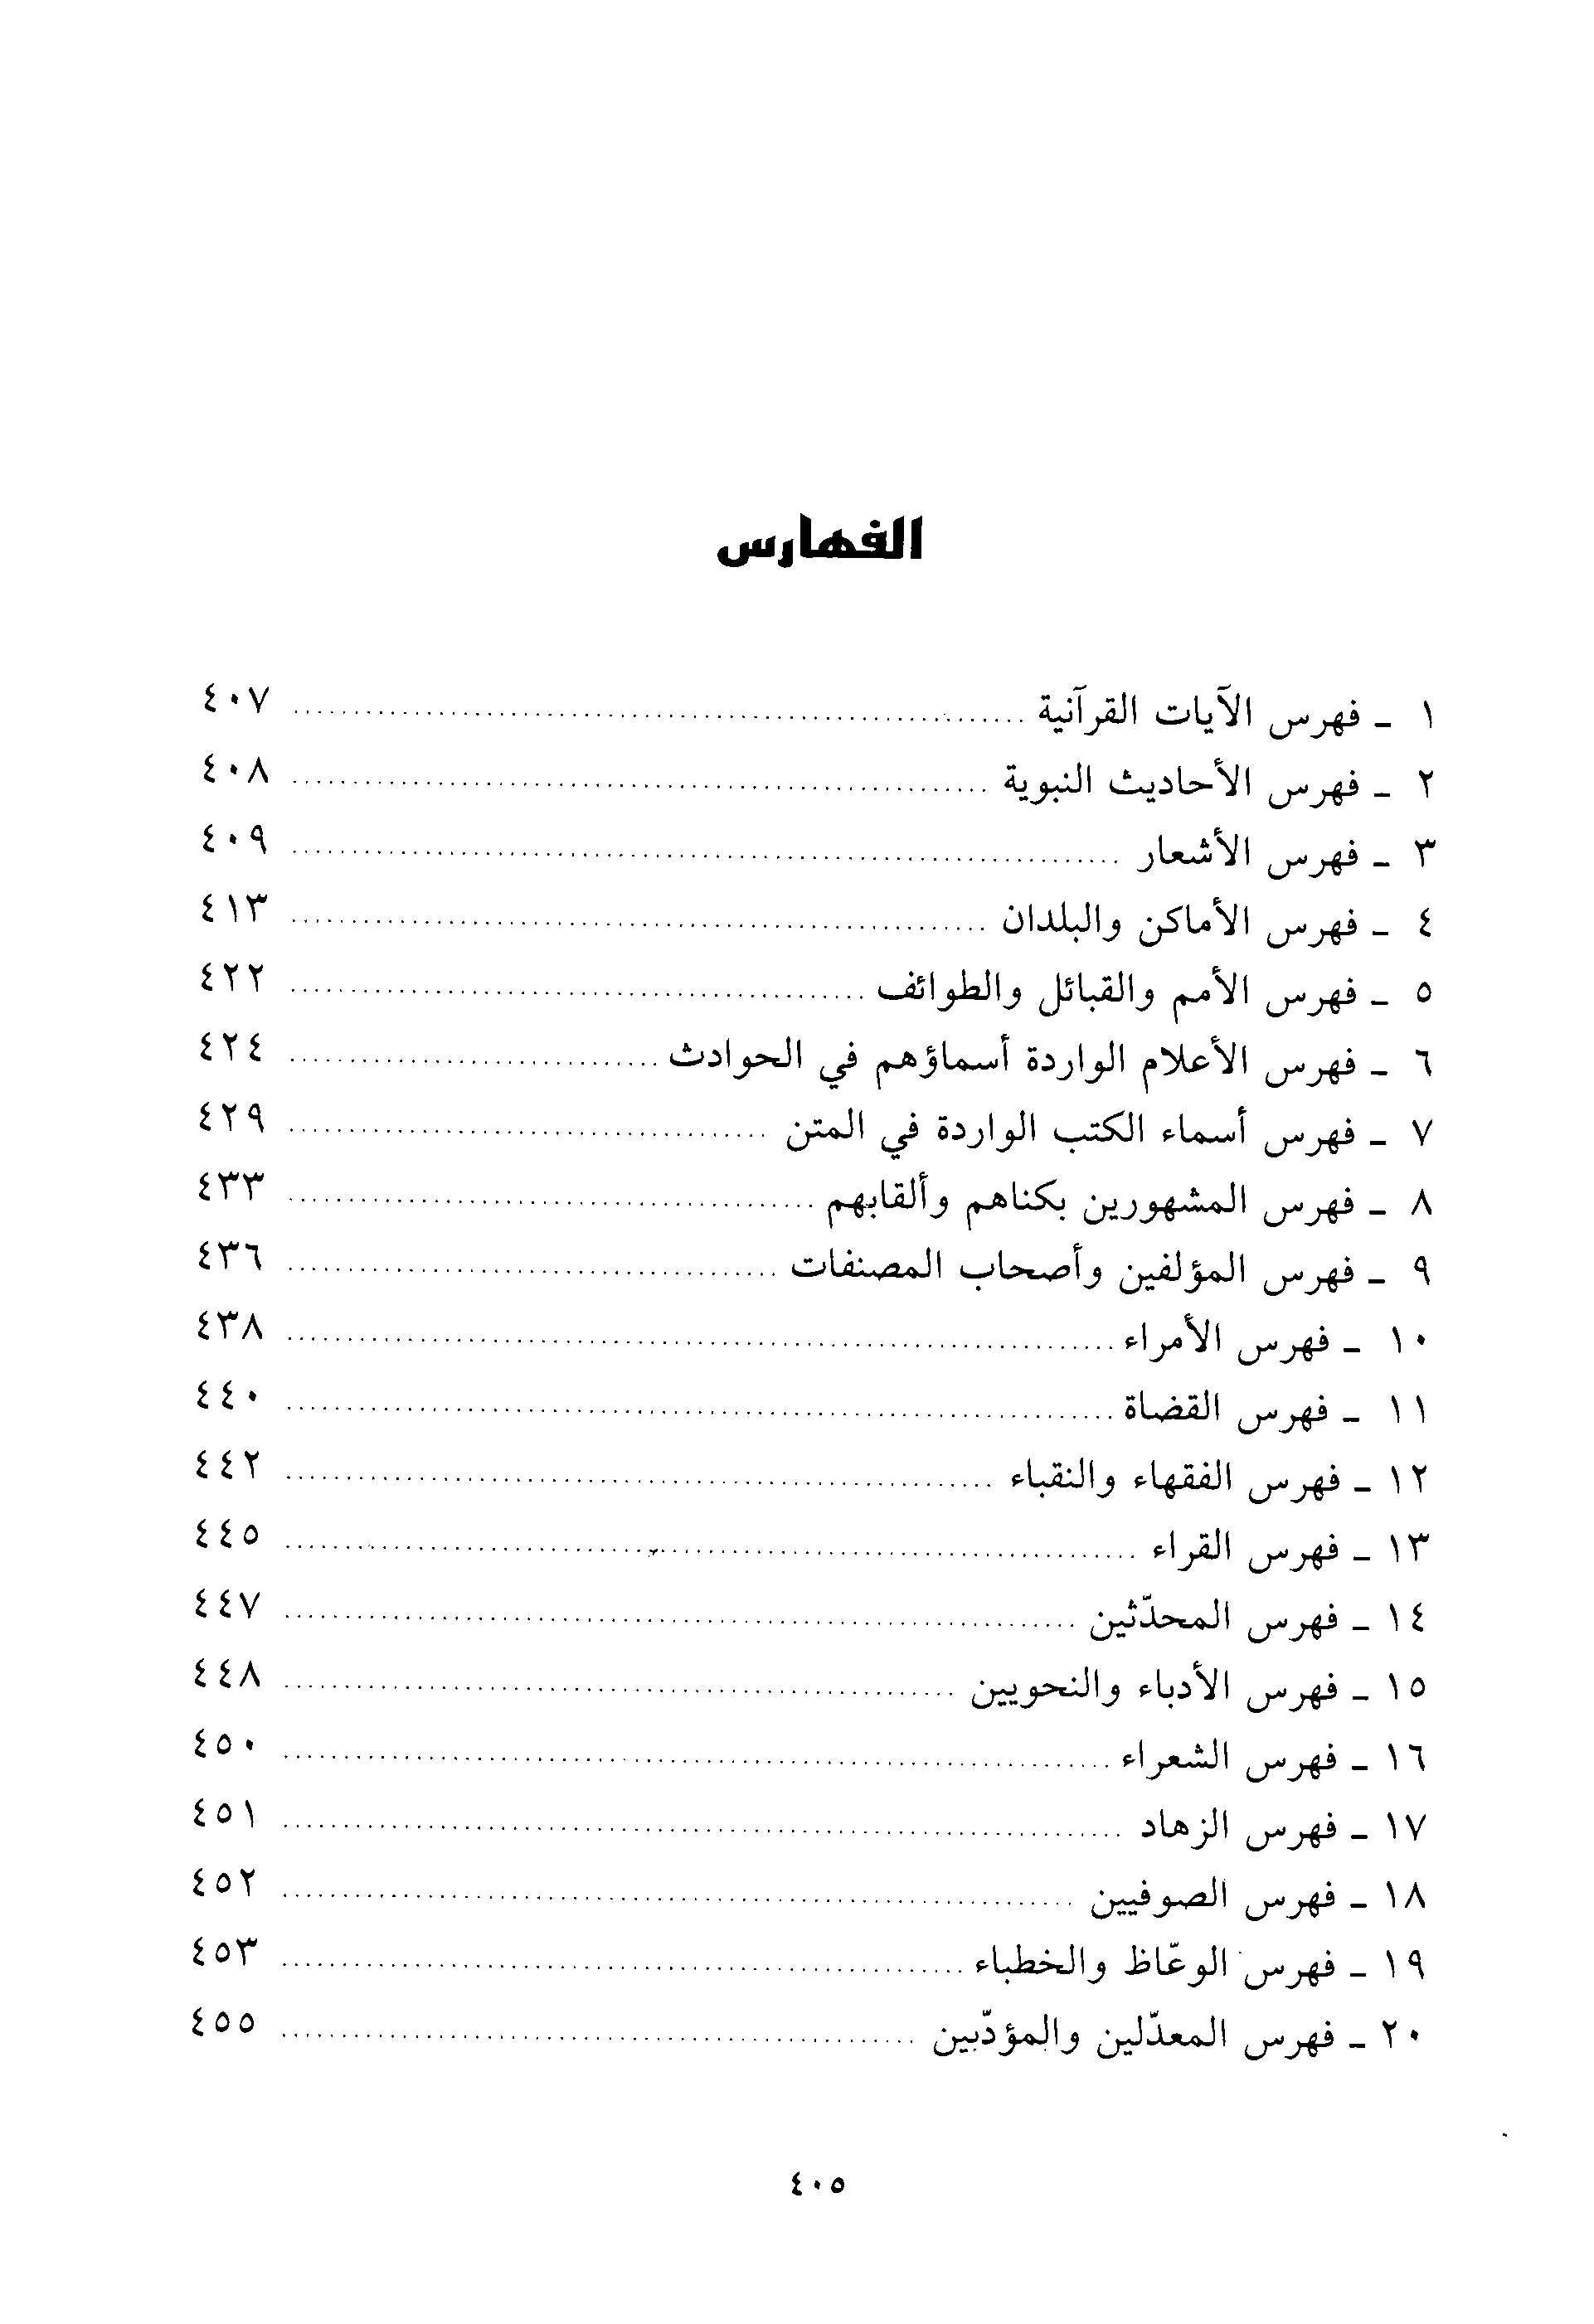 الفهارس
١ ـ فهرس الآيات القرآنية ................ ٤٠٧
٢ ـ فهرس الأحاديث النبوية ................ ٤٠٨
٣ ـ فهرس الأشعار ................ ٤٠٩
٤ ـ فهرس الأماكن والبلدان ................ ٤١٣
٥ ـ فهرس الأمم والقبائل والطوائف ................ ٤٢٢
٦ ـ فهرس الأعلام الواردة أسماؤهم في الحوادث ................ ٤٢٤
٧ ـ فهرس أسماء الكتب الواردة في المتن ................ ٤٢٩
٨ ـ فهرس المشهورين بكناهم وألقابهم ................ ٤٣٣
٩ ـ فهرس المؤلفين وأصحاب المصنفات ................ ٤٣٦
١٠ ـ فهرس الأمراء ................ ٤٣٨
١١ ـ فهرس القضاة ................ ٤٤٠
١٢ ـ فهرس الفقهاء والنقباء ................ ٤٤٢
١٣ ـ فهرس القراء ................ ٤٤٥
١٤ ـ فهرس المحدّثين ................ ٤٤٧
١٥ ـ فهرس الأدباء والنحويين ................ ٤٤٨
١٦ ـ فهرس الشعراء ................ ٤٥٠
١٧ ـ فهرس الزهاد ................ ٤٥١
١٨ ـ فهرس الصوفيين ................ ٤٥٢
١٩ ـ فهرس الوعّاظ والخطباء ................ ٤٥٣
٢٠ ـ فهرس المعدّلين والمؤدّبين ................ ٤٥٥
٤٠٥